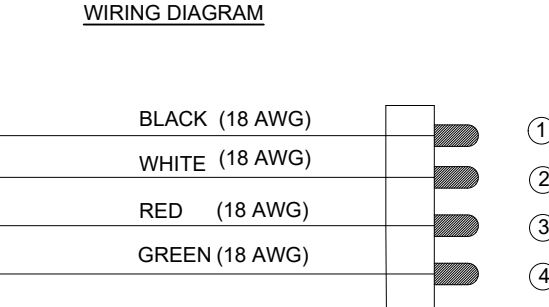 WIRING DIAGRAM
BLACK (18 AWG)
1
WHITE (18 AWG)
2
RED (18 AWG)
3
GREEN (18 AWG)
4